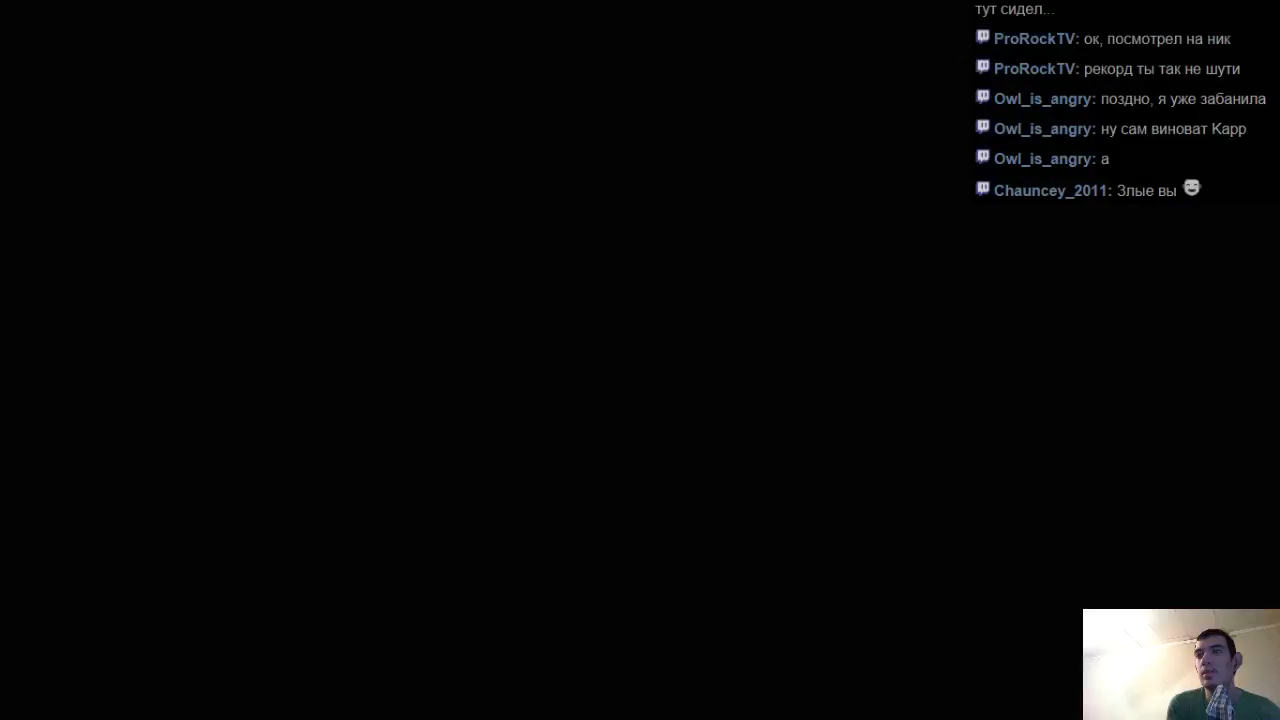 тут сидел...
ProRockTV: ок, посмотрел на ник
ProRockTV: рекорд ты так не шути
Owl_is_angry: поздно, я уже забанила
Owl_is_angry: ну сам виноват Kapp
Owl_is_angry: а
Chauncey_2011: Злые вы